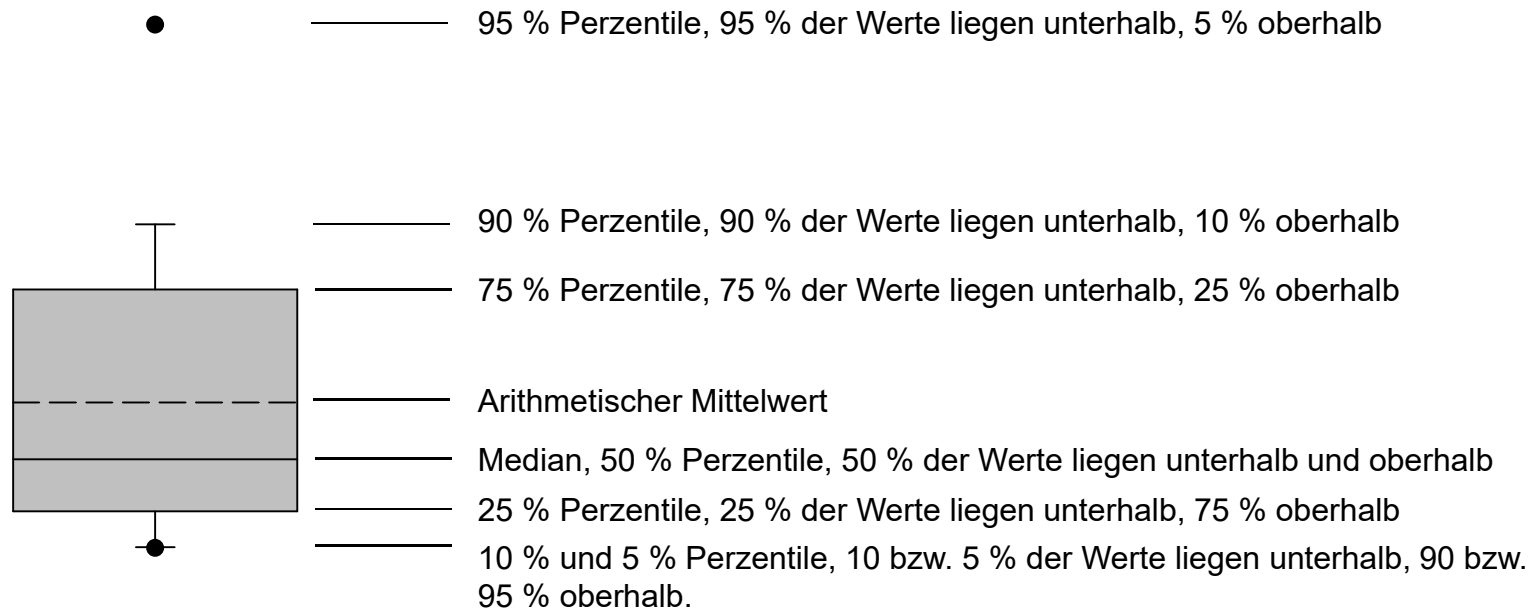 95 % Perzentile, 95 % der Werte liegen unterhalb, 5 % oberhalb
90 % Perzentile, 90 % der Werte liegen unterhalb, 10 % oberhalb
75 % Perzentile, 75 % der Werte liegen unterhalb, 25 % oberhalb
Arithmetischer Mittelwert
Median, 50 % Perzentile, 50 % der Werte liegen unterhalb und oberhalb
25 % Perzentile, 25 % der Werte liegen unterhalb, 75 % oberhalb
10 % und 5 % Perzentile, 10 bzw. 5 % der Werte liegen unterhalb, 90 bzw.
95 % oberhalb.